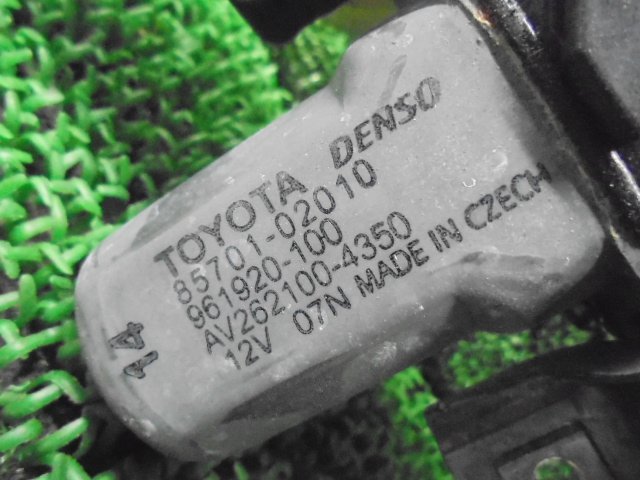 TOYOTA DENSO
85701-02010
961920-100
AV262100-4350
12V 07N MADE IN CZECH
14